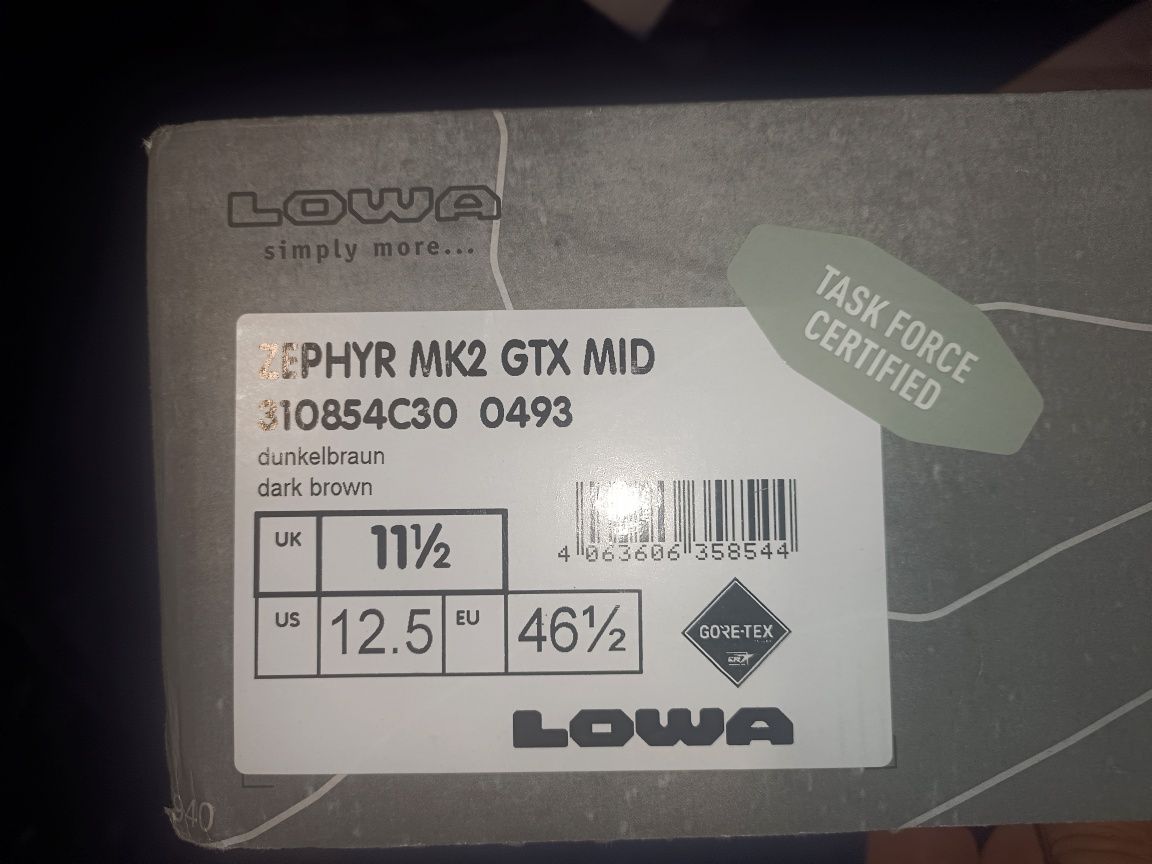 LOWA
simply more...
TASK FORCE
CERTIFIED
ZEPHYR MK2 GTX MID
310854C30 0493
dunkelbraun
dark brown
UK 11½
4 063606 358544
US 12.5 EU 46½
GORE-TEX
LOWA
940